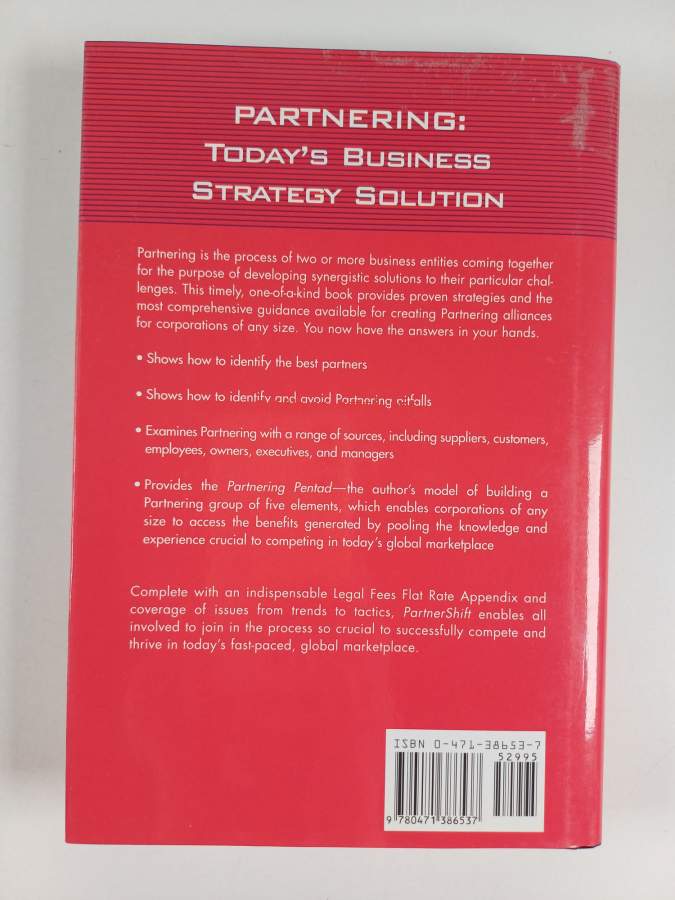 PARTNERING:
TODAY'S BUSINESS
STRATEGY SOLUTION
Partnering is the process of two or more business entities coming together
for the purpose of developing synergistic solutions to their particular chal-
lenges. This timely, one-of-a-kind book provides proven strategies and the
most comprehensive guidance available for creating Partnering alliances
for corporations of any size. You now have the answers in your hands.
• Shows how to identify the best partners
• Shows how to identify and avoid Partnering pitfalls
• Examines Partnering with a range of sources, including suppliers, customers,
employees, owners, executives, and managers
• Provides the Partnering Pentad—the author's model of building a
Partnering group of five elements, which enables corporations of any
size to access the benefits generated by pooling the knowledge and
experience crucial to competing in today's global marketplace
Complete with an indispensable Legal Fees Flat Rate Appendix and
coverage of issues from trends to tactics, PartnerShift enables all
involved to join in the process so crucial to successfully compete and
thrive in today's fast-paced, global marketplace.
ISBN 0-471-38653-7
52995
9 780471 386537